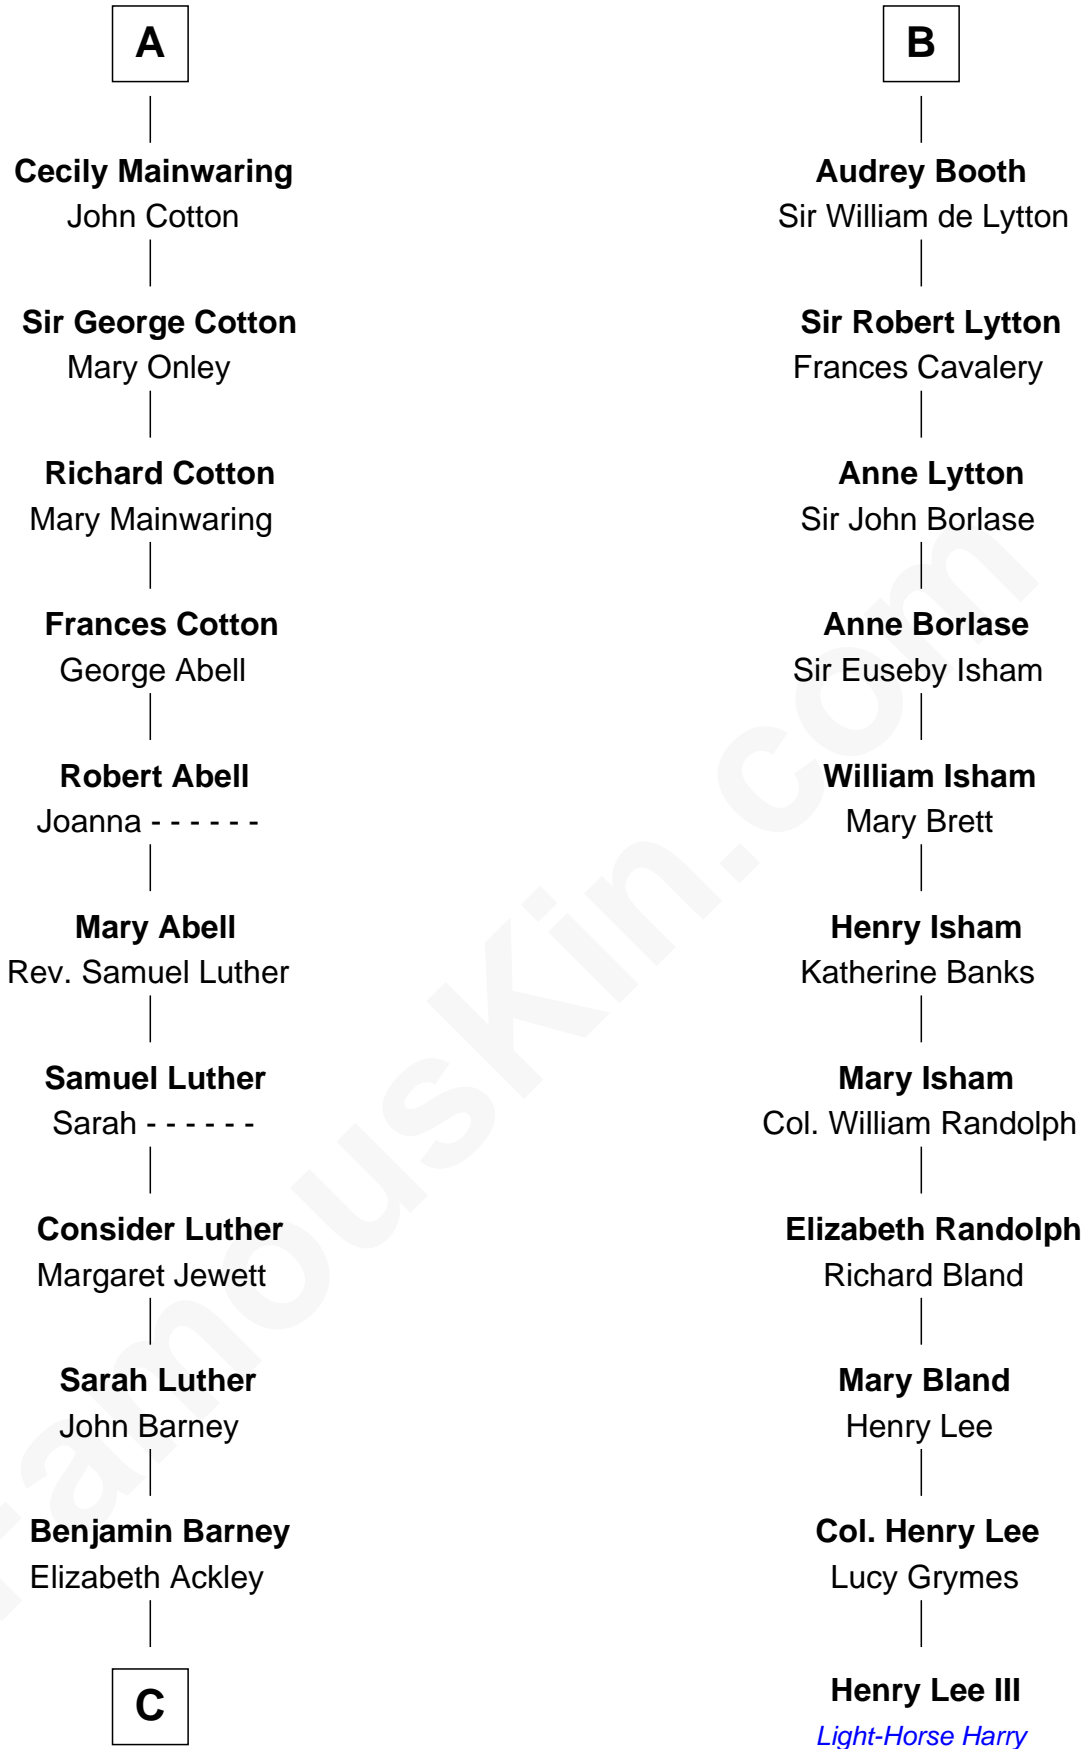 A
Cecily Mainwaring
John Cotton
Sir George Cotton
Mary Onley
Richard Cotton
Mary Mainwaring
Frances Cotton
George Abell
Robert Abell
Joanna - - - - - -
Mary Abell
Rev. Samuel Luther
Samuel Luther
Sarah - - - - - -
Consider Luther
Margaret Jewett
Sarah Luther
John Barney
Benjamin Barney
Elizabeth Ackley
C
B
Audrey Booth
Sir William de Lytton
Sir Robert Lytton
Frances Cavalery
Anne Lytton
Sir John Borlase
Anne Borlase
Sir Euseby Isham
William Isham
Mary Brett
Henry Isham
Katherine Banks
Mary Isham
Col. William Randolph
Elizabeth Randolph
Richard Bland
Mary Bland
Henry Lee
Col. Henry Lee
Lucy Grymes
Henry Lee III
Light-Horse Harry
FamousKin.com